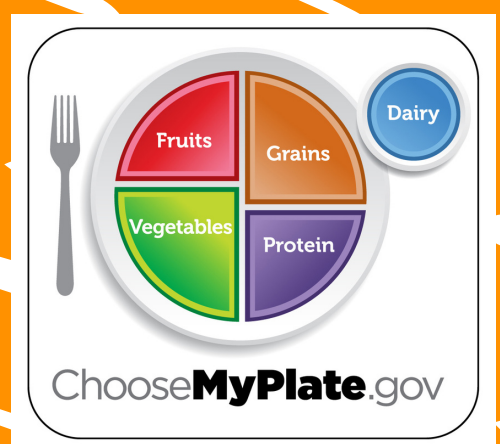 Fruits
Grains
Dairy
Vegetables
Protein
ChooseMyPlate.gov